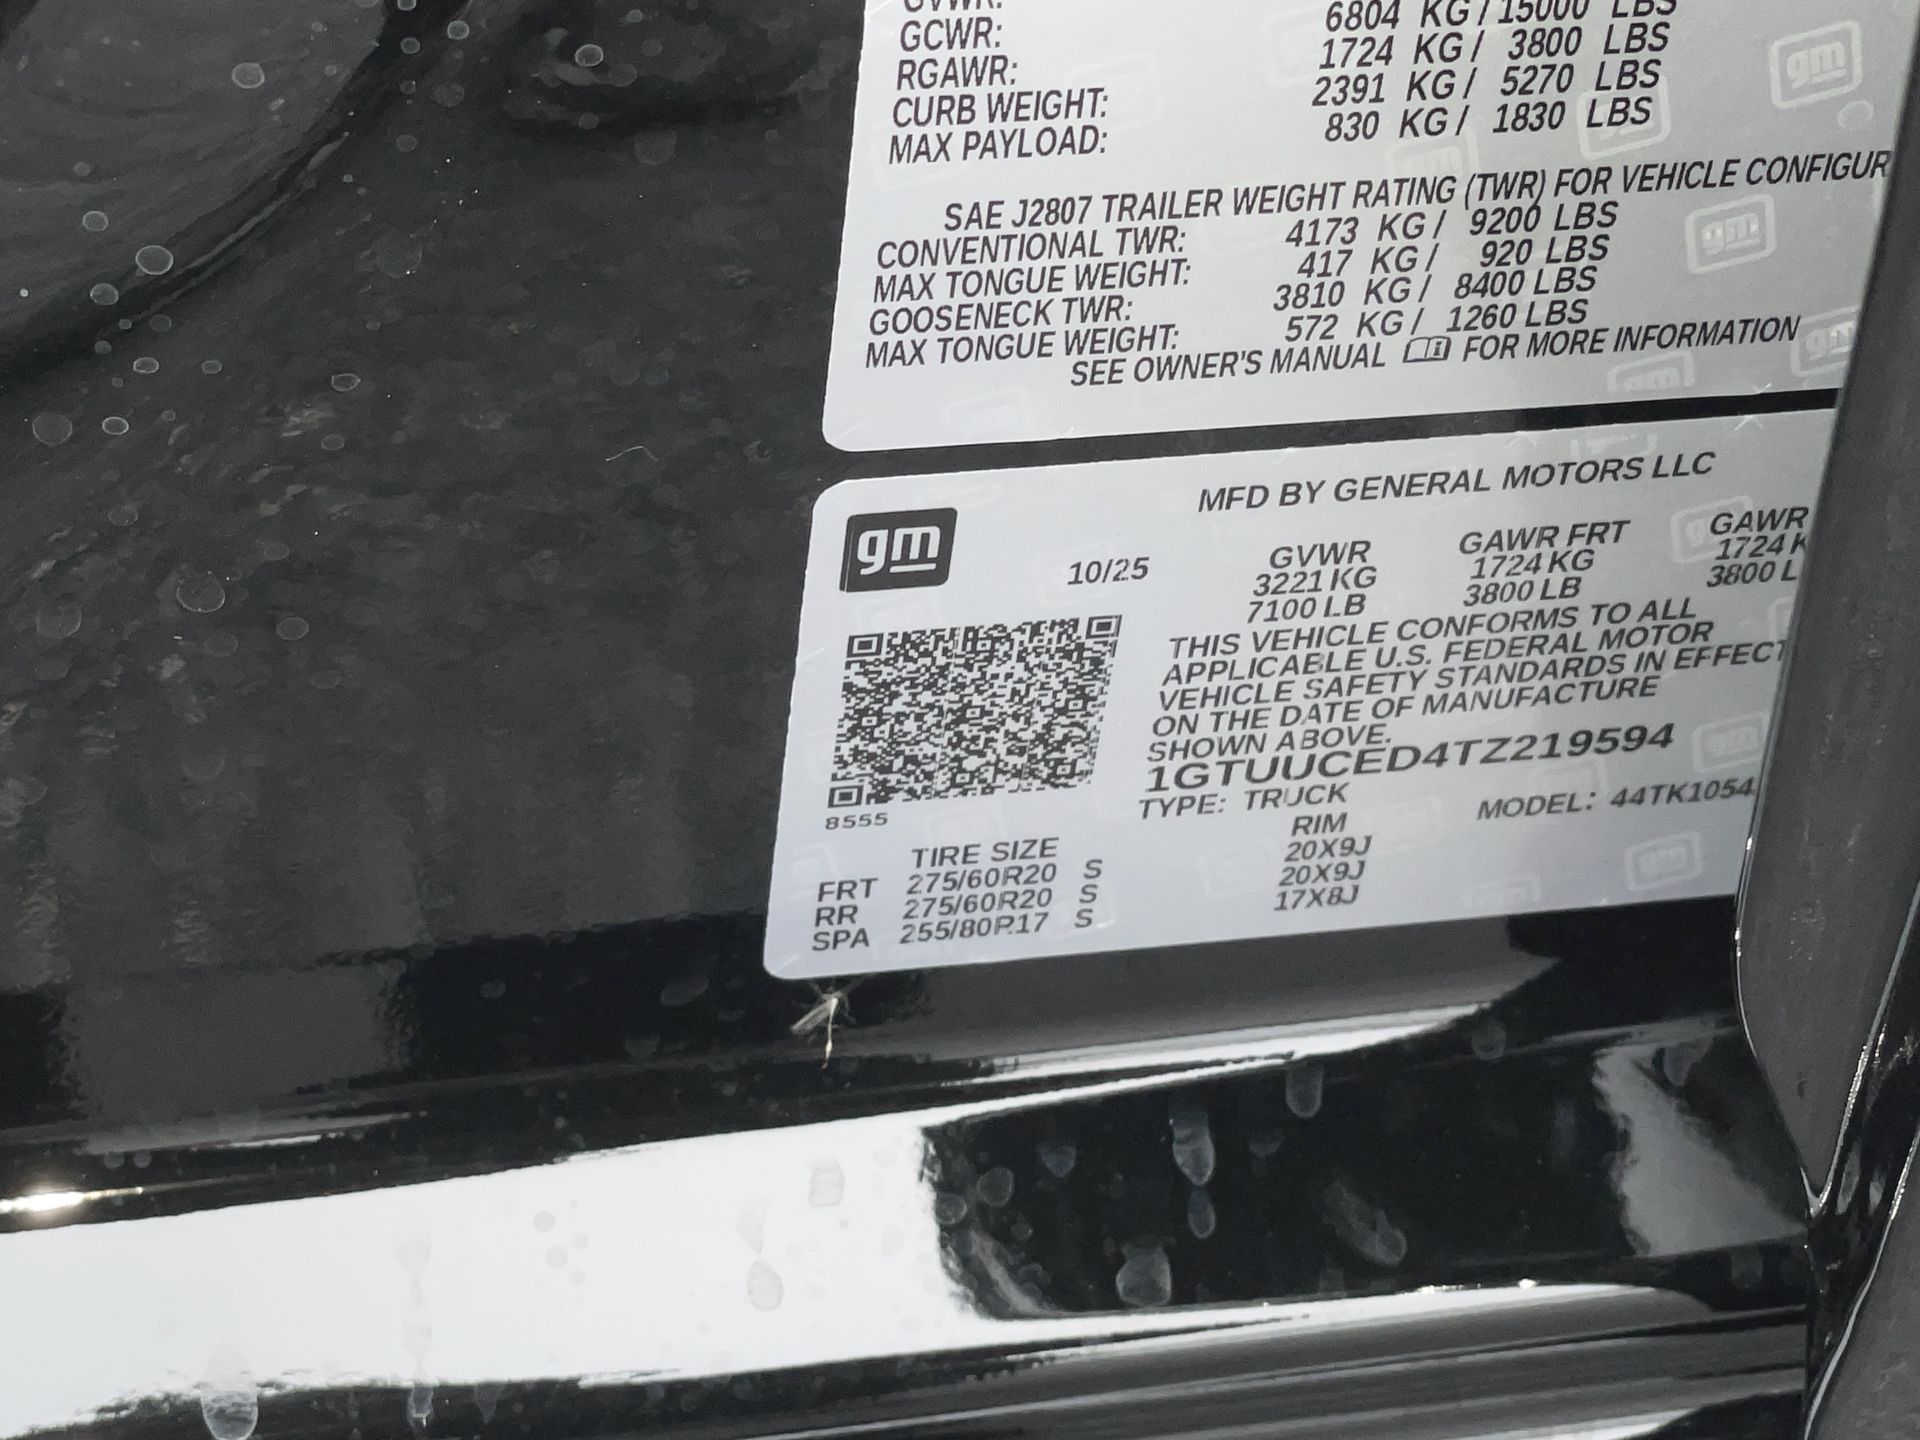 GVWR:
GCWR: 6804 KG / 15000 LBS
RGAWR: 1724 KG / 3800 LBS
CURB WEIGHT: 2391 KG / 5270 LBS
MAX PAYLOAD: 830 KG / 1830 LBS
SAE J2807 TRAILER WEIGHT RATING (TWR) FOR VEHICLE CONFIGUR
CONVENTIONAL TWR: 4173 KG / 9200 LBS
MAX TONGUE WEIGHT: 417 KG / 920 LBS
GOOSENECK TWR: 3810 KG / 8400 LBS
MAX TONGUE WEIGHT: 572 KG / 1260 LBS
SEE OWNER'S MANUAL FOR MORE INFORMATION
MFD BY GENERAL MOTORS LLC
gm
10/25
GVWR GAWR FRT GAWR
3221 KG 1724 KG 1724 K
7100 LB 3800 LB 3800 L
THIS VEHICLE CONFORMS TO ALL
APPLICABLE U.S. FEDERAL MOTOR
VEHICLE SAFETY STANDARDS IN EFFECT
ON THE DATE OF MANUFACTURE
SHOWN ABOVE.
1GTUUCED4TZ219594
TYPE: TRUCK MODEL: 44TK1054
8555
TIRE SIZE RIM
FRT 275/60R20 S 20X9J
RR 275/60R20 S 20X9J
SPA 255/80R17 S 17X8J